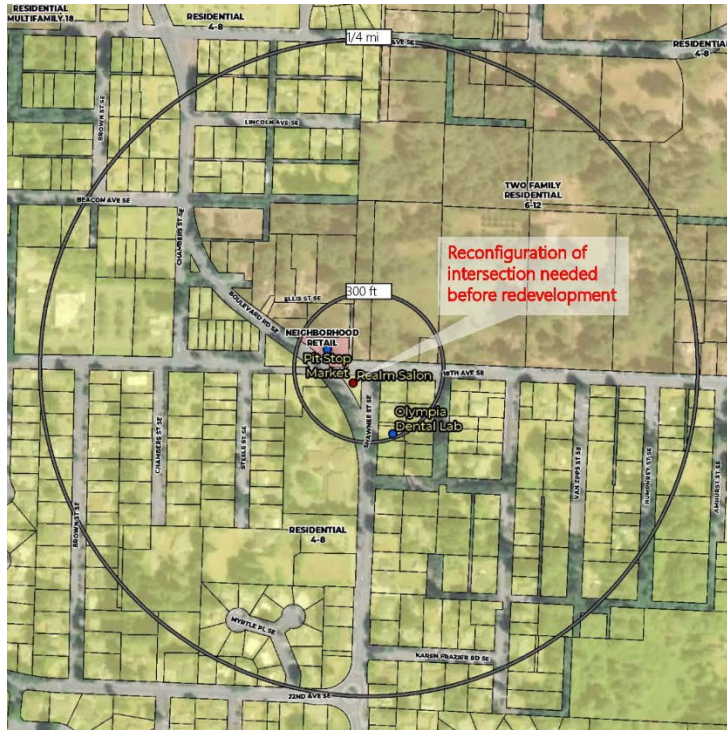 RESIDENTIAL
MULTIFAMILY 18
RESIDENTIAL
4-8
1/4 mi
AVE SE
RESIDENTIAL
4-8
BROWN ST SE
LINCOLN AVE SE
BEACON AVE SE
CHAMBERS ST SE
TWO FAMILY
RESIDENTIAL
6-12
Reconfiguration of
intersection needed
before redevelopment
BOULEVARD RD SE
300 ft
ELLIS ST SE
NEIGHBORHOOD
RETAIL
Pit Stop
Market
Realm Salon
18TH AVE SE
Olympia
Dental Lab
SHAWNEE ST SE
CHAMBERS ST SE
STEELE ST SE
BROWN ST SE
VAN EPPS ST SE
HUMPHREY ST SE
AMHURST ST SE
RESIDENTIAL
4-8
MYRTLE PL SE
KAREN FRAZIER RD SE
22ND AVE SE